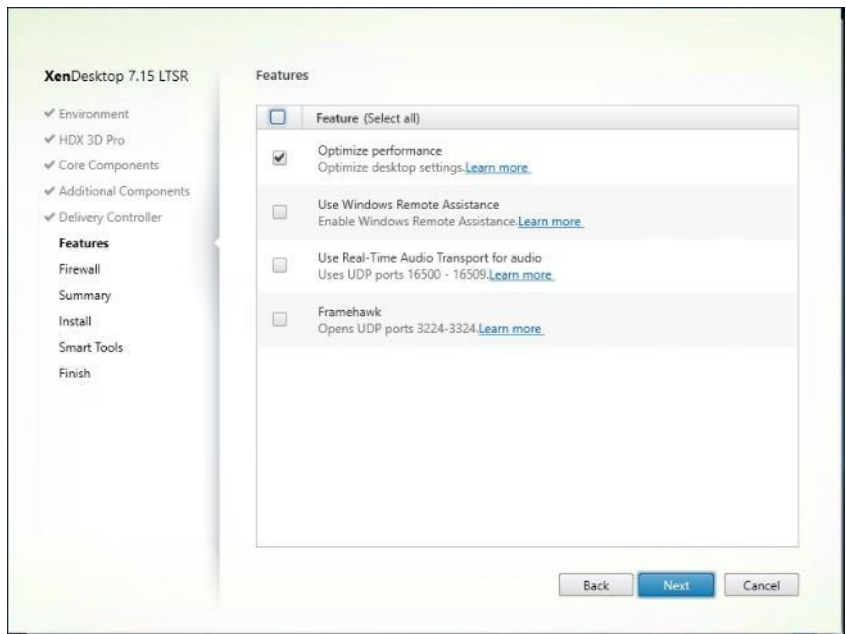 XenDesktop 7.15 LTSR
Environment
HDX 3D Pro
Core Components
Additional Components
Delivery Controller
Features
Firewall
Summary
Install
Smart Tools
Finish
Features
Feature (Select all)
Optimize performance
Optimize desktop settings.Learn more
Use Windows Remote Assistance
Enable Windows Remote Assistance.Learn more
Use Real-Time Audio Transport for audio
Uses UDP ports 16500 - 16509.Learn more
Framehawk
Opens UDP ports 3224-3324.Learn more
Back Next Cancel